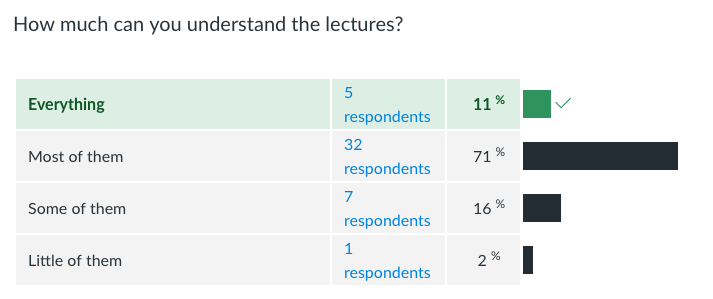 How much can you understand the lectures?
Everything
5
respondents
11 %
Most of them
32
respondents
71 %
Some of them
7
respondents
16 %
Little of them
1
respondents
2 %